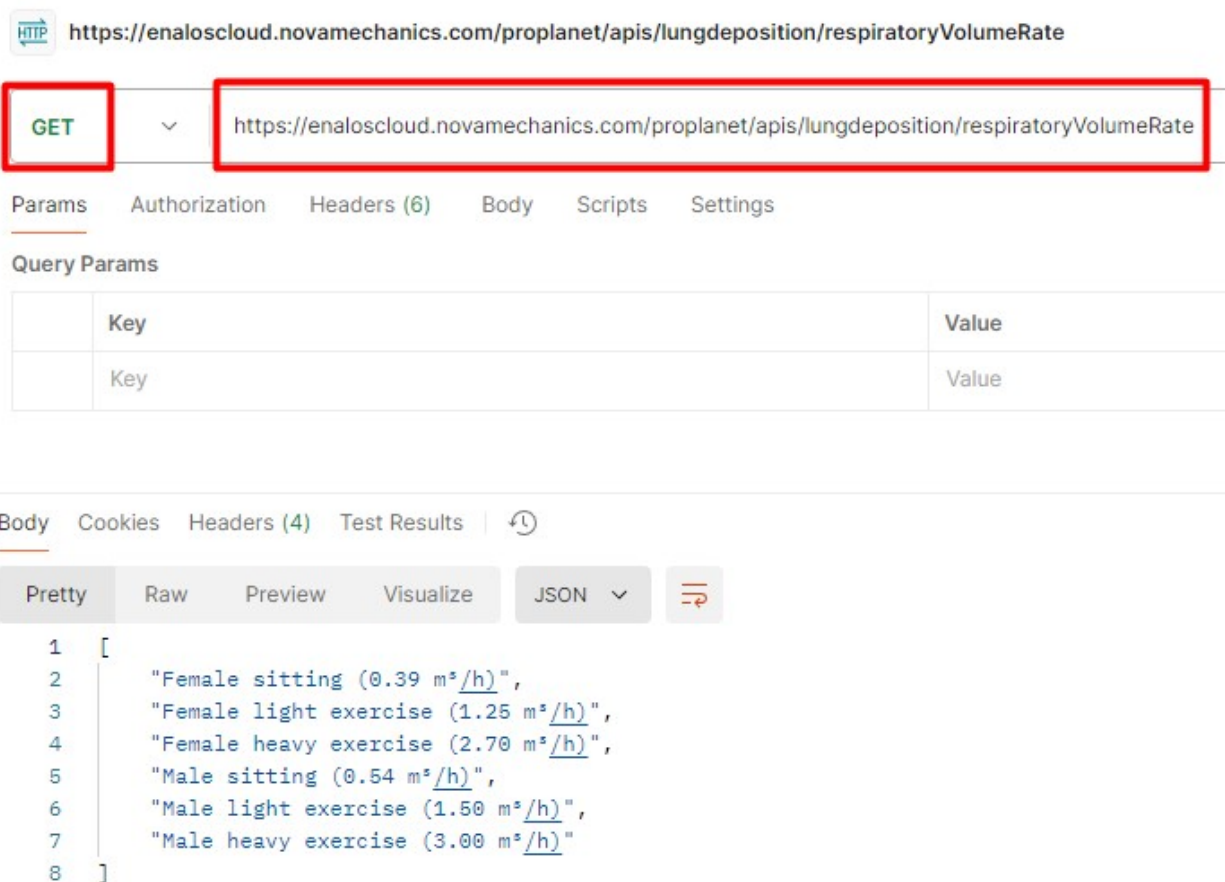 HTTP https://enaloscloud.novamechanics.com/proplanet/apis/lungdeposition/respiratoryVolumeRate
GET https://enaloscloud.novamechanics.com/proplanet/apis/lungdeposition/respiratoryVolumeRate
Params Authorization Headers (6) Body Scripts Settings
Query Params
Key Value
Key Value
Body Cookies Headers (4) Test Results
Pretty Raw Preview Visualize JSON
1 [
2 "Female sitting (0.39 m³/h)",
3 "Female light exercise (1.25 m³/h)",
4 "Female heavy exercise (2.70 m³/h)",
5 "Male sitting (0.54 m³/h)",
6 "Male light exercise (1.50 m³/h)",
7 "Male heavy exercise (3.00 m³/h)"
8 ]